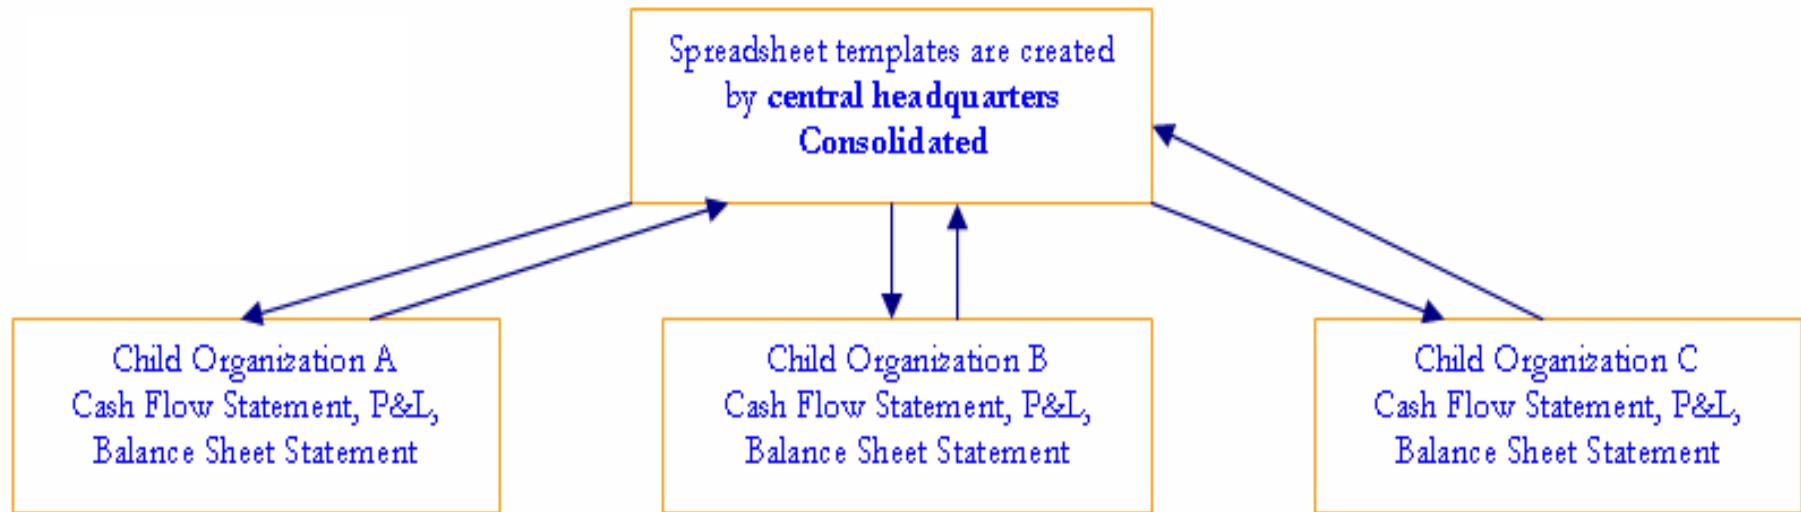 Spreadsheet templates are created
by central headquarters
Consolidated
Child Organization A
Cash Flow Statement, P&L,
Balance Sheet Statement
Child Organization B
Cash Flow Statement, P&L,
Balance Sheet Statement
Child Organization C
Cash Flow Statement, P&L,
Balance Sheet Statement